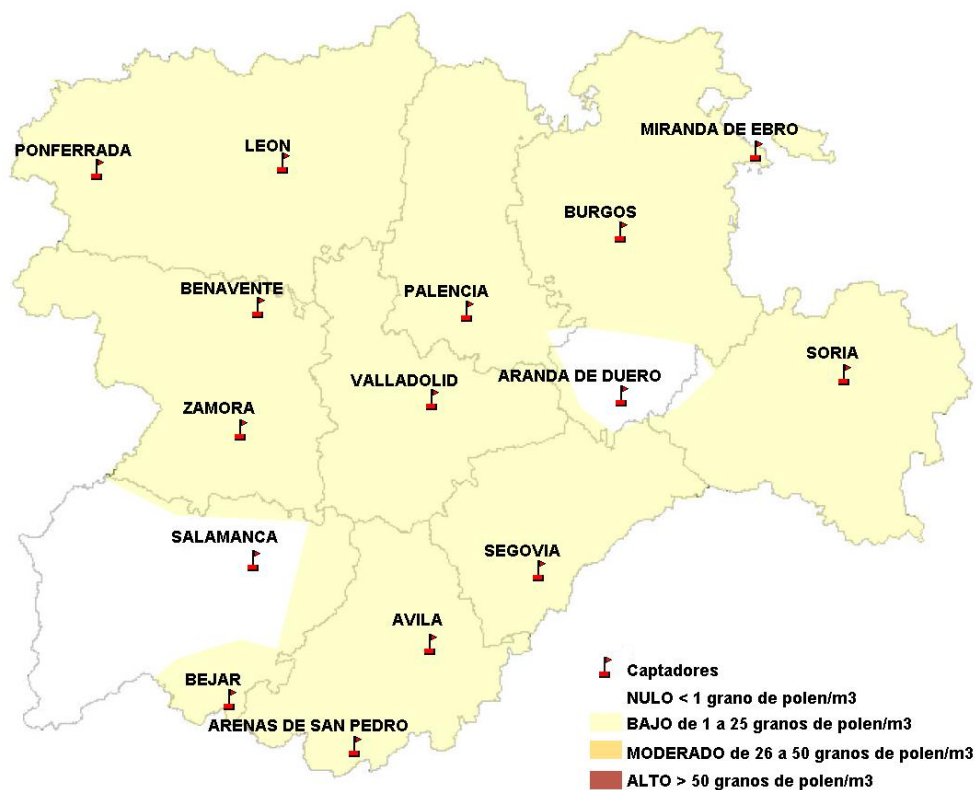 MIRANDA DE EBRO
PONFERRADA
LEON
BURGOS
BENAVENTE
PALENCIA
SORIA
VALLADOLID
ARANDA DE DUERO
ZAMORA
SALAMANCA
SEGOVIA
AVILA
BEJAR
ARENAS DE SAN PEDRO
Captadores
NULO < 1 grano de polen/m3
BAJO de 1 a 25 granos de polen/m3
MODERADO de 26 a 50 granos de polen/m3
ALTO > 50 granos de polen/m3